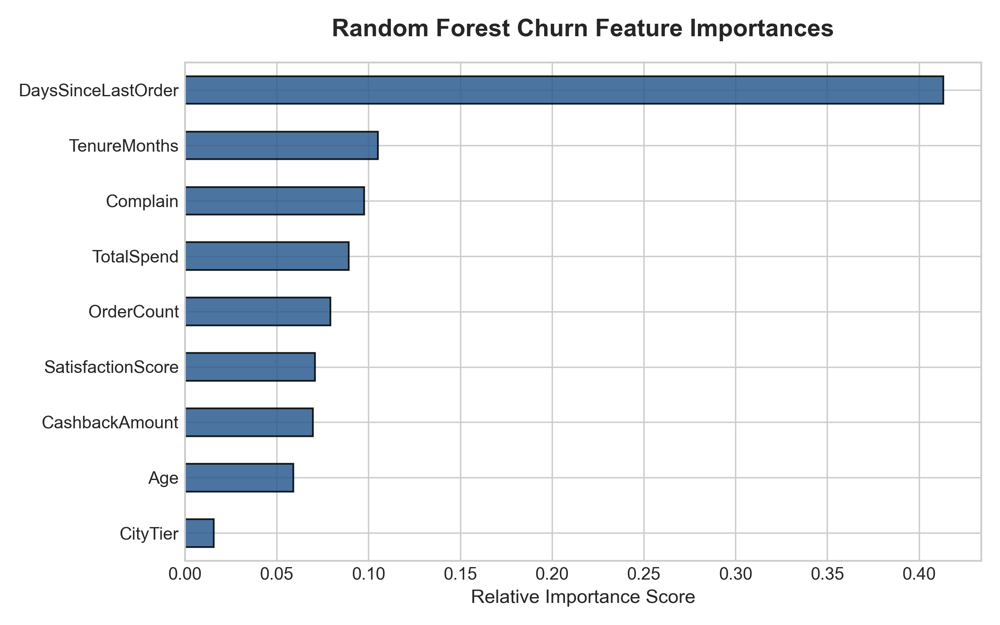 Random Forest Churn Feature Importances
DaysSinceLastOrder
TenureMonths
Complain
TotalSpend
OrderCount
SatisfactionScore
CashbackAmount
Age
CityTier
0.00 0.05 0.10 0.15 0.20 0.25 0.30 0.35 0.40
Relative Importance Score